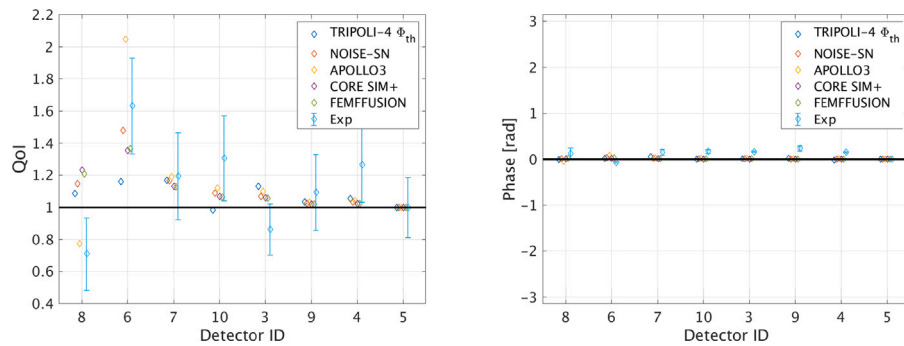 2.2
2
1.8
1.6
1.4
1.2
1
0.8
0.6
0.4
QoI
8 6 7 10 3 9 4 5
Detector ID
TRIPOLI-4 Φth
NOISE-SN
APOLLO3
CORE SIM+
FEMFFUSION
Exp
3
2
1
0
-1
-2
-3
Phase [rad]
8 6 7 10 3 9 4 5
Detector ID
TRIPOLI-4 Φth
NOISE-SN
APOLLO3
CORE SIM+
FEMFFUSION
Exp